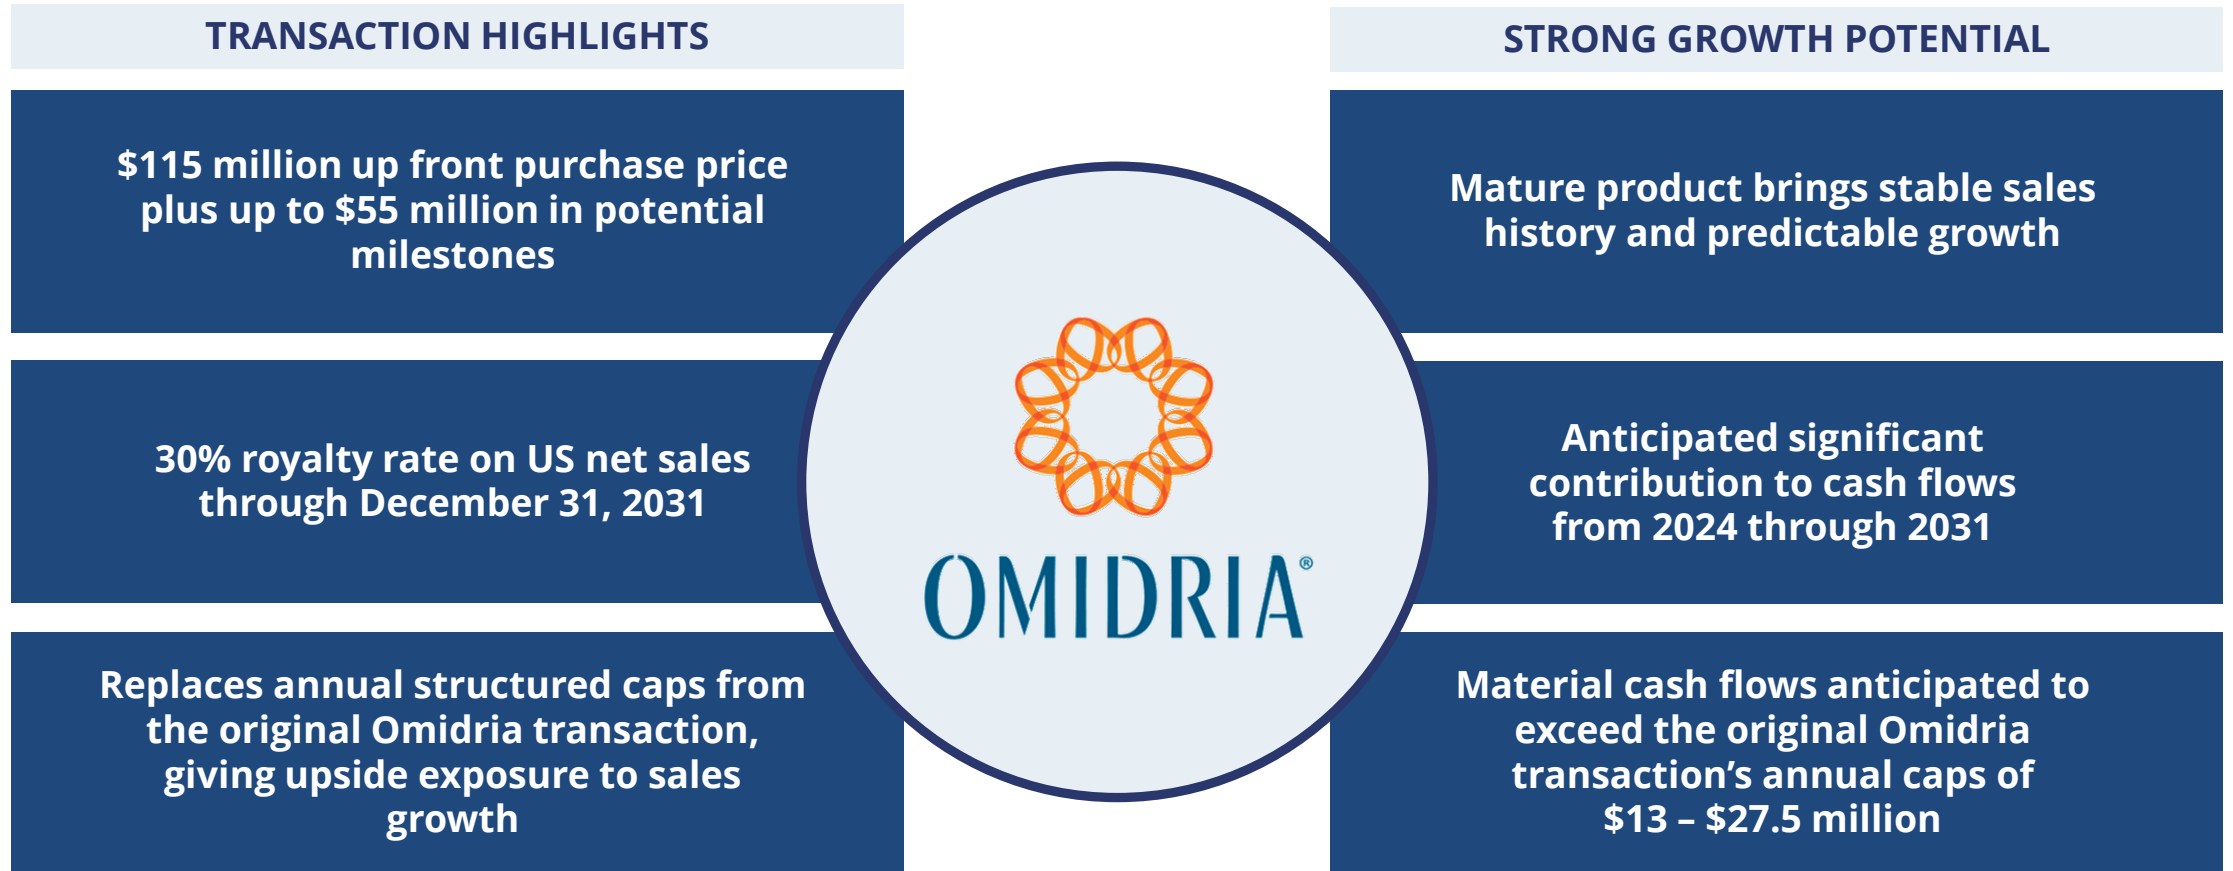 TRANSACTION HIGHLIGHTS
$115 million up front purchase price
plus up to $55 million in potential
milestones
30% royalty rate on US net sales
through December 31, 2031
Replaces annual structured caps from
the original Omidria transaction,
giving upside exposure to sales
growth
OMIDRIA®
STRONG GROWTH POTENTIAL
Mature product brings stable sales
history and predictable growth
Anticipated significant
contribution to cash flows
from 2024 through 2031
Material cash flows anticipated to
exceed the original Omidria
transaction’s annual caps of
$13 – $27.5 million